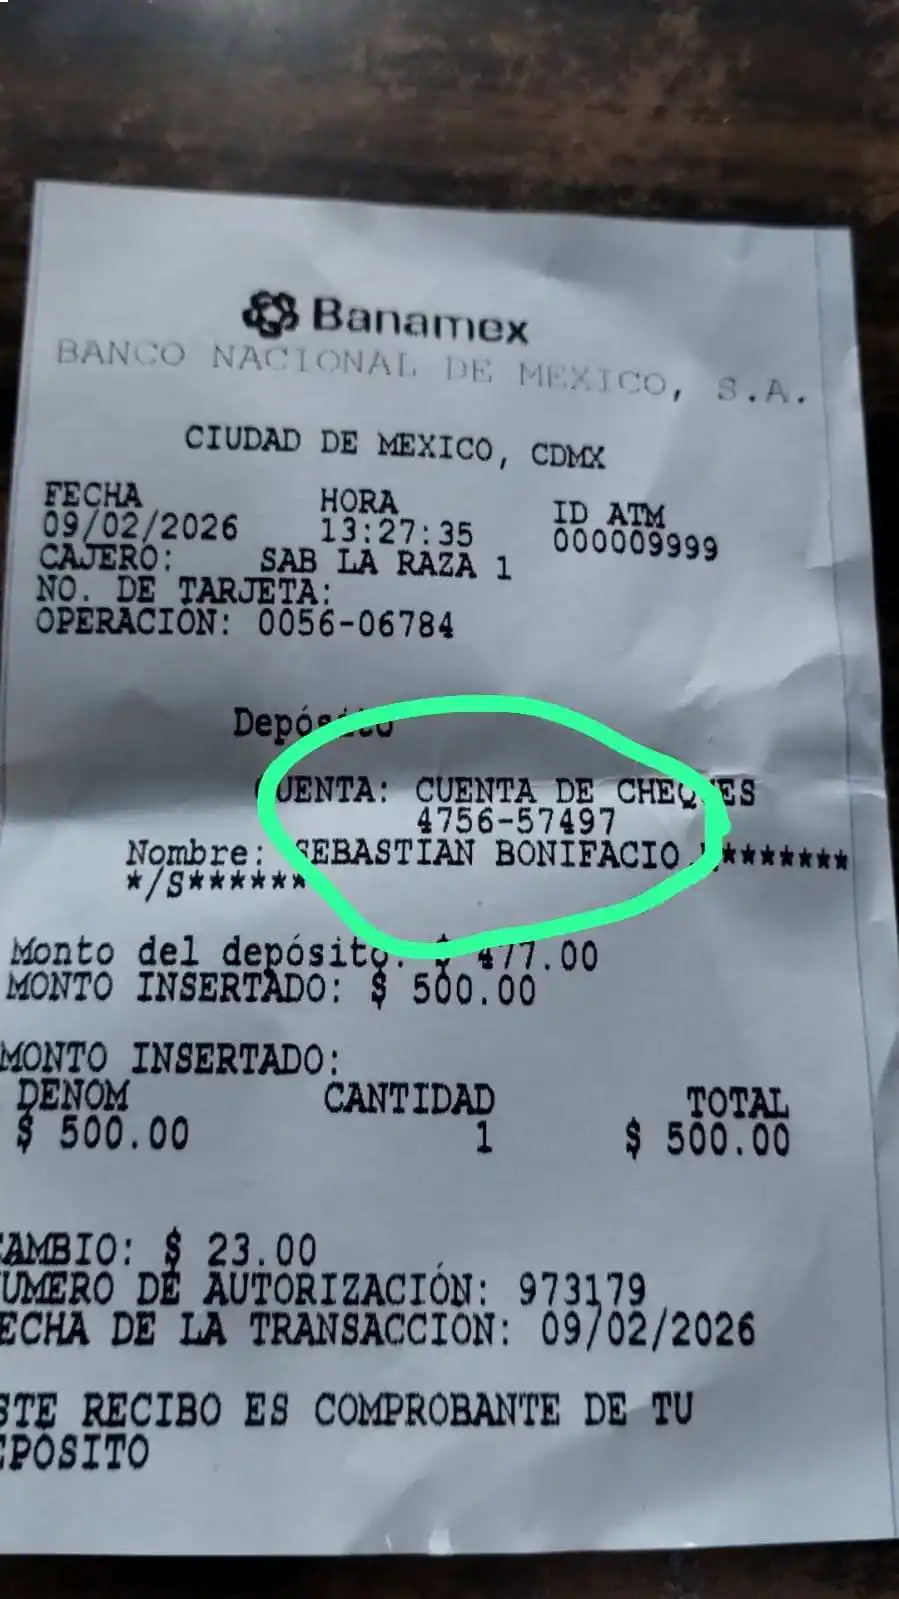 Banamex
BANCO NACIONAL DE MEXICO, S.A.
CIUDAD DE MEXICO, CDMX
FECHA HORA ID ATM
09/02/2026 13:27:35 000009999
CAJERO: SAB LA RAZA 1
NO. DE TARJETA:
OPERACION: 0056-06784
Depósito
CUENTA: CUENTA DE CHEQUES
4756-57497
Nombre: SEBASTIAN BONIFACIO
*/S******
Monto del depósito: $ 477.00
MONTO INSERTADO: $ 500.00
MONTO INSERTADO:
DENOM CANTIDAD TOTAL
$ 500.00 1 $ 500.00
CAMBIO: $ 23.00
NUMERO DE AUTORIZACIÓN: 973179
FECHA DE LA TRANSACCION: 09/02/2026
ESTE RECIBO ES COMPROBANTE DE TU
DEPÓSITO